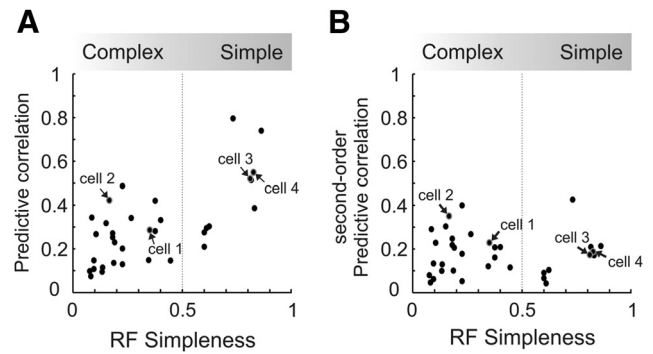 A
Complex Simple
1
0.8
0.6
0.4
0.2
0
0 0.5 1
Predictive correlation
RF Simpleness
cell 2
cell 1
cell 3
cell 4
B
Complex Simple
1
0.8
0.6
0.4
0.2
0
0 0.5 1
second-order
Predictive correlation
RF Simpleness
cell 2
cell 1
cell 3
cell 4